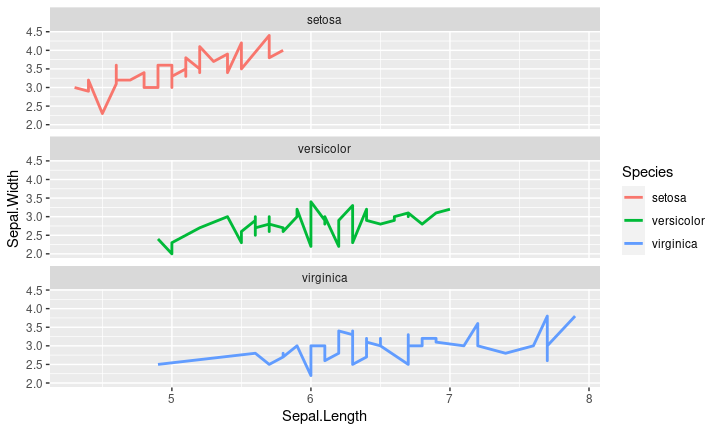 setosa
4.5
4.0
3.5
3.0
2.5
2.0
versicolor
4.5
4.0
3.5
3.0
2.5
2.0
virginica
4.5
4.0
3.5
3.0
2.5
2.0
5 6 7 8
Sepal.Length
Sepal.Width
Species
setosa
versicolor
virginica